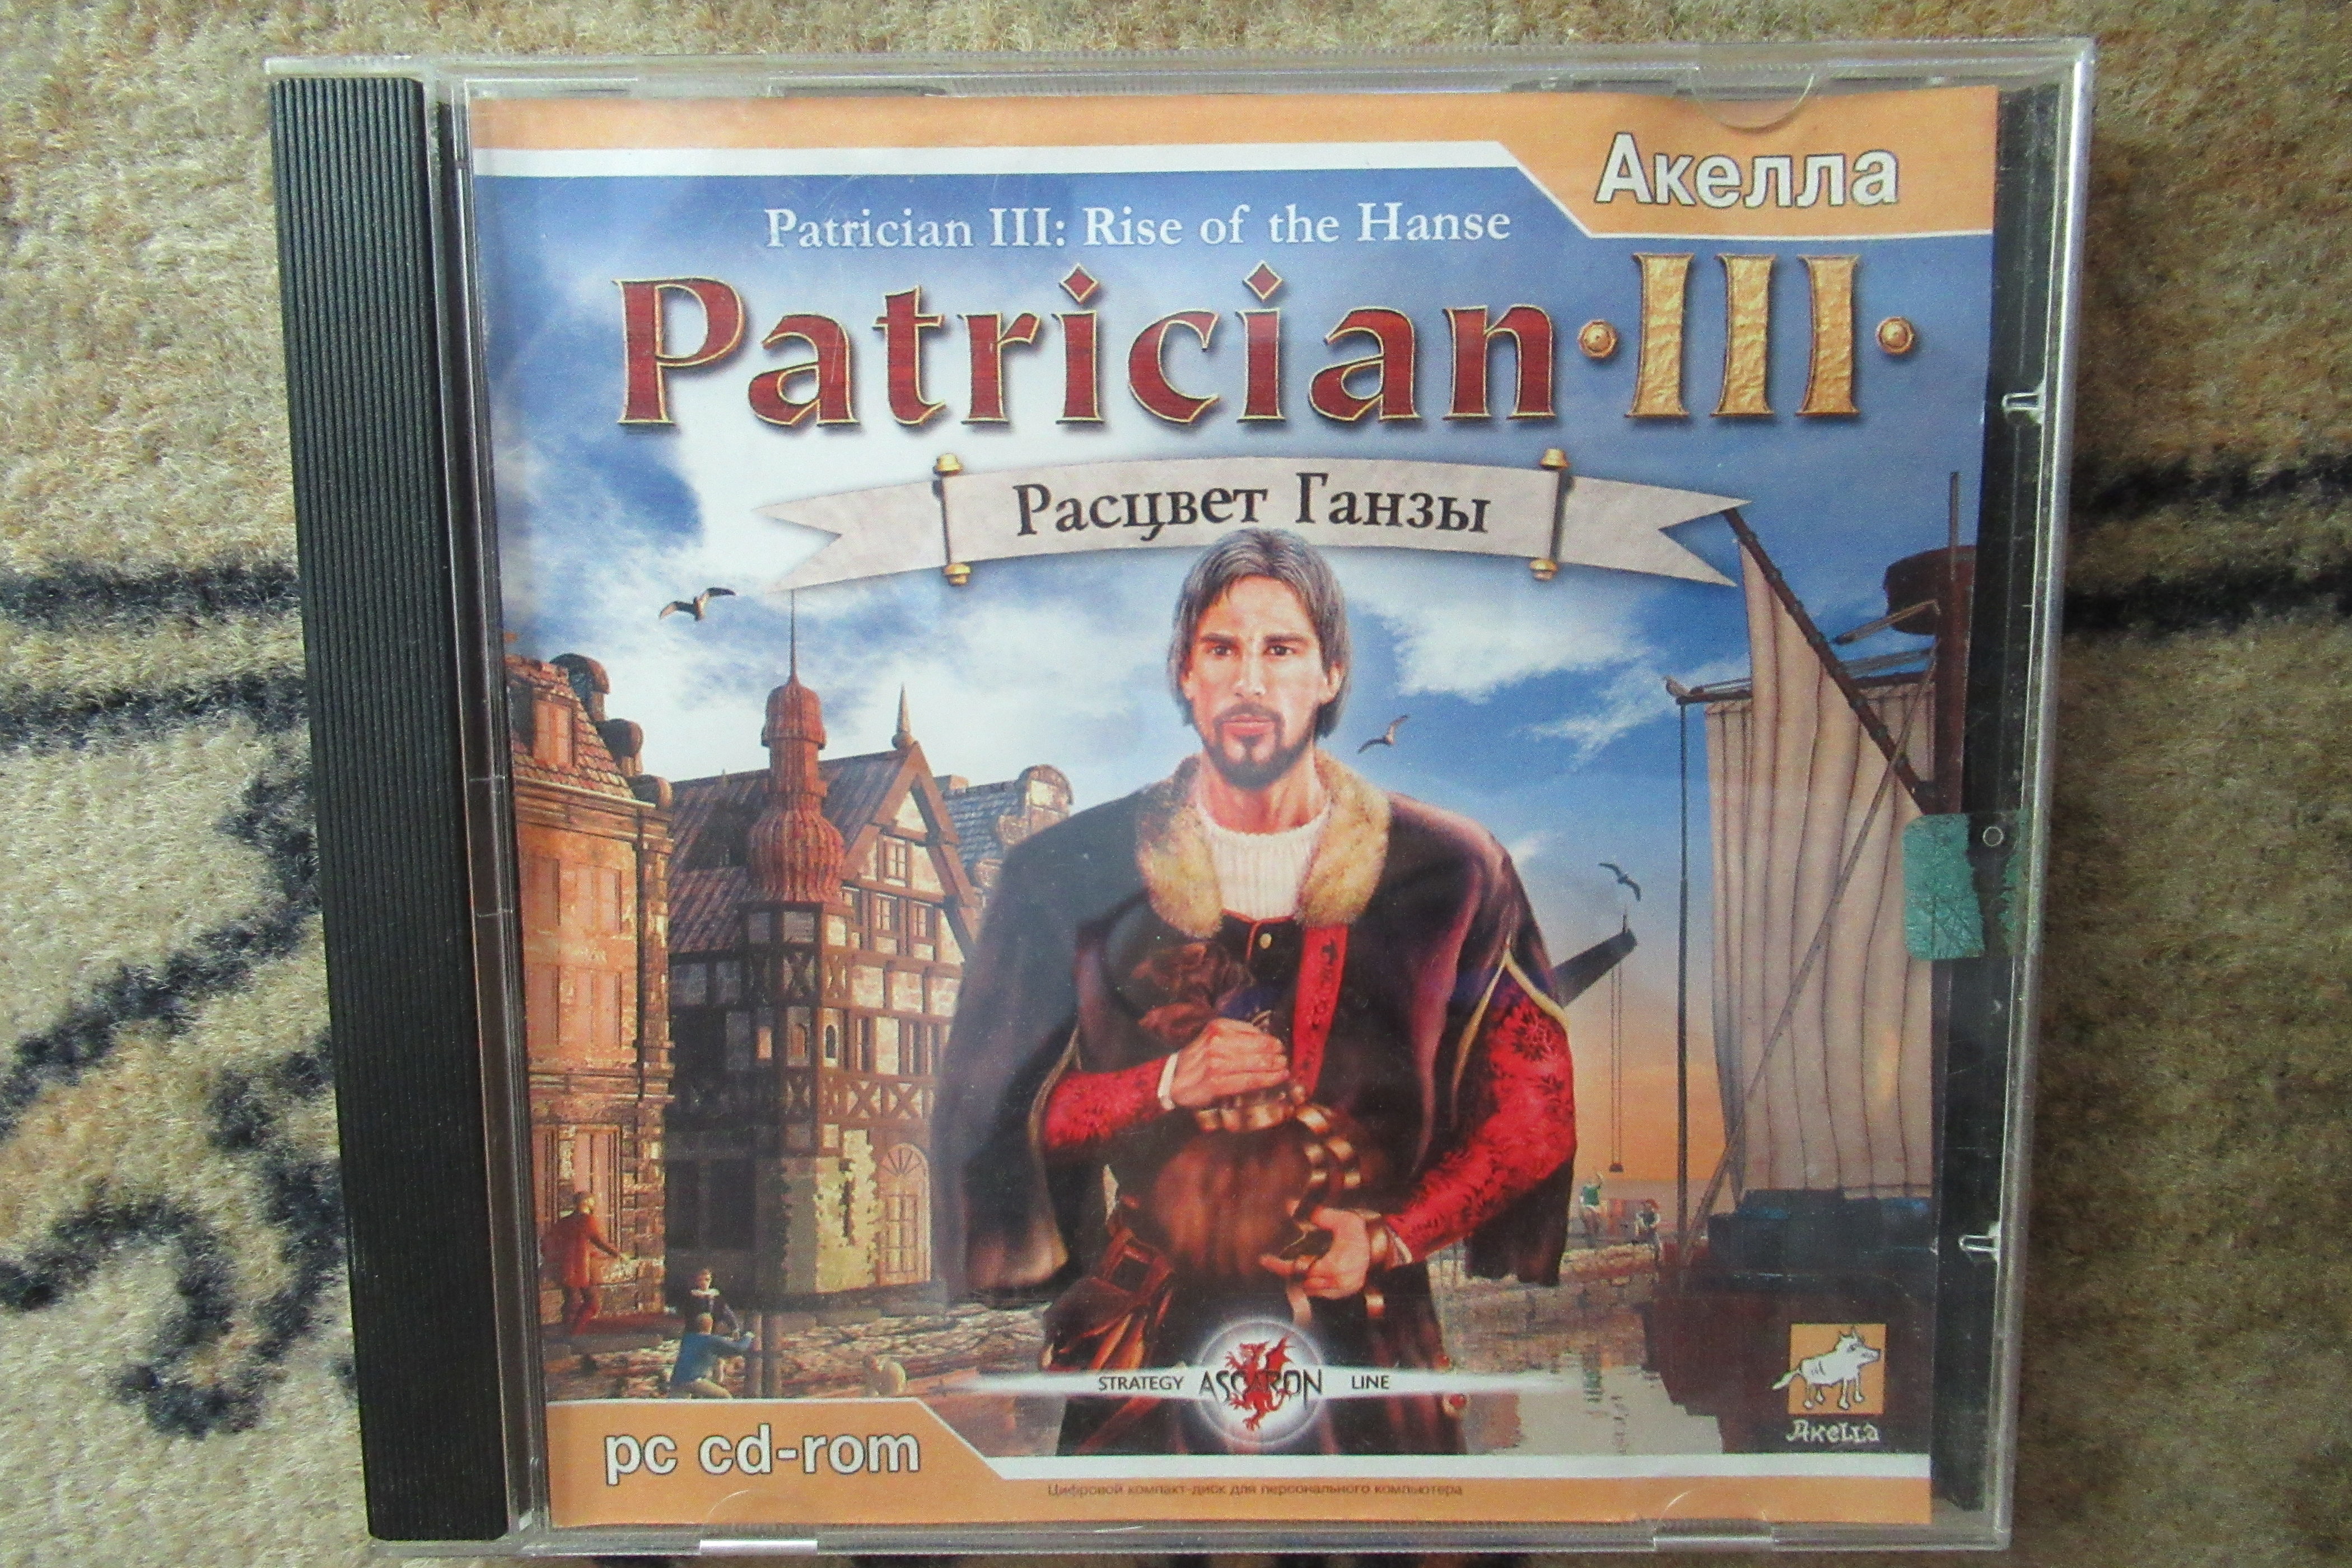 Акелла
Patrician III: Rise of the Hanse
Patrician·III·
Расцвет Ганзы
STRATEGY ASCARON LINE
Акелла
pc cd-rom
Цифровой компакт-диск для персонального компьютера